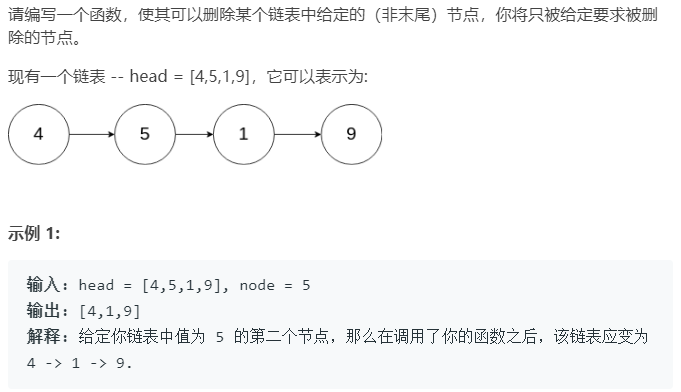 请编写一个函数，使其可以删除某个链表中给定的（非末尾）节点，你将只被给定要求被删
除的节点。
现有一个链表 -- head = [4,5,1,9]，它可以表示为:
4 5 1 9
示例 1:
输入: head = [4,5,1,9], node = 5
输出: [4,1,9]
解释: 给定你链表中值为 5 的第二个节点，那么在调用了你的函数之后，该链表应变为
4 -> 1 -> 9.